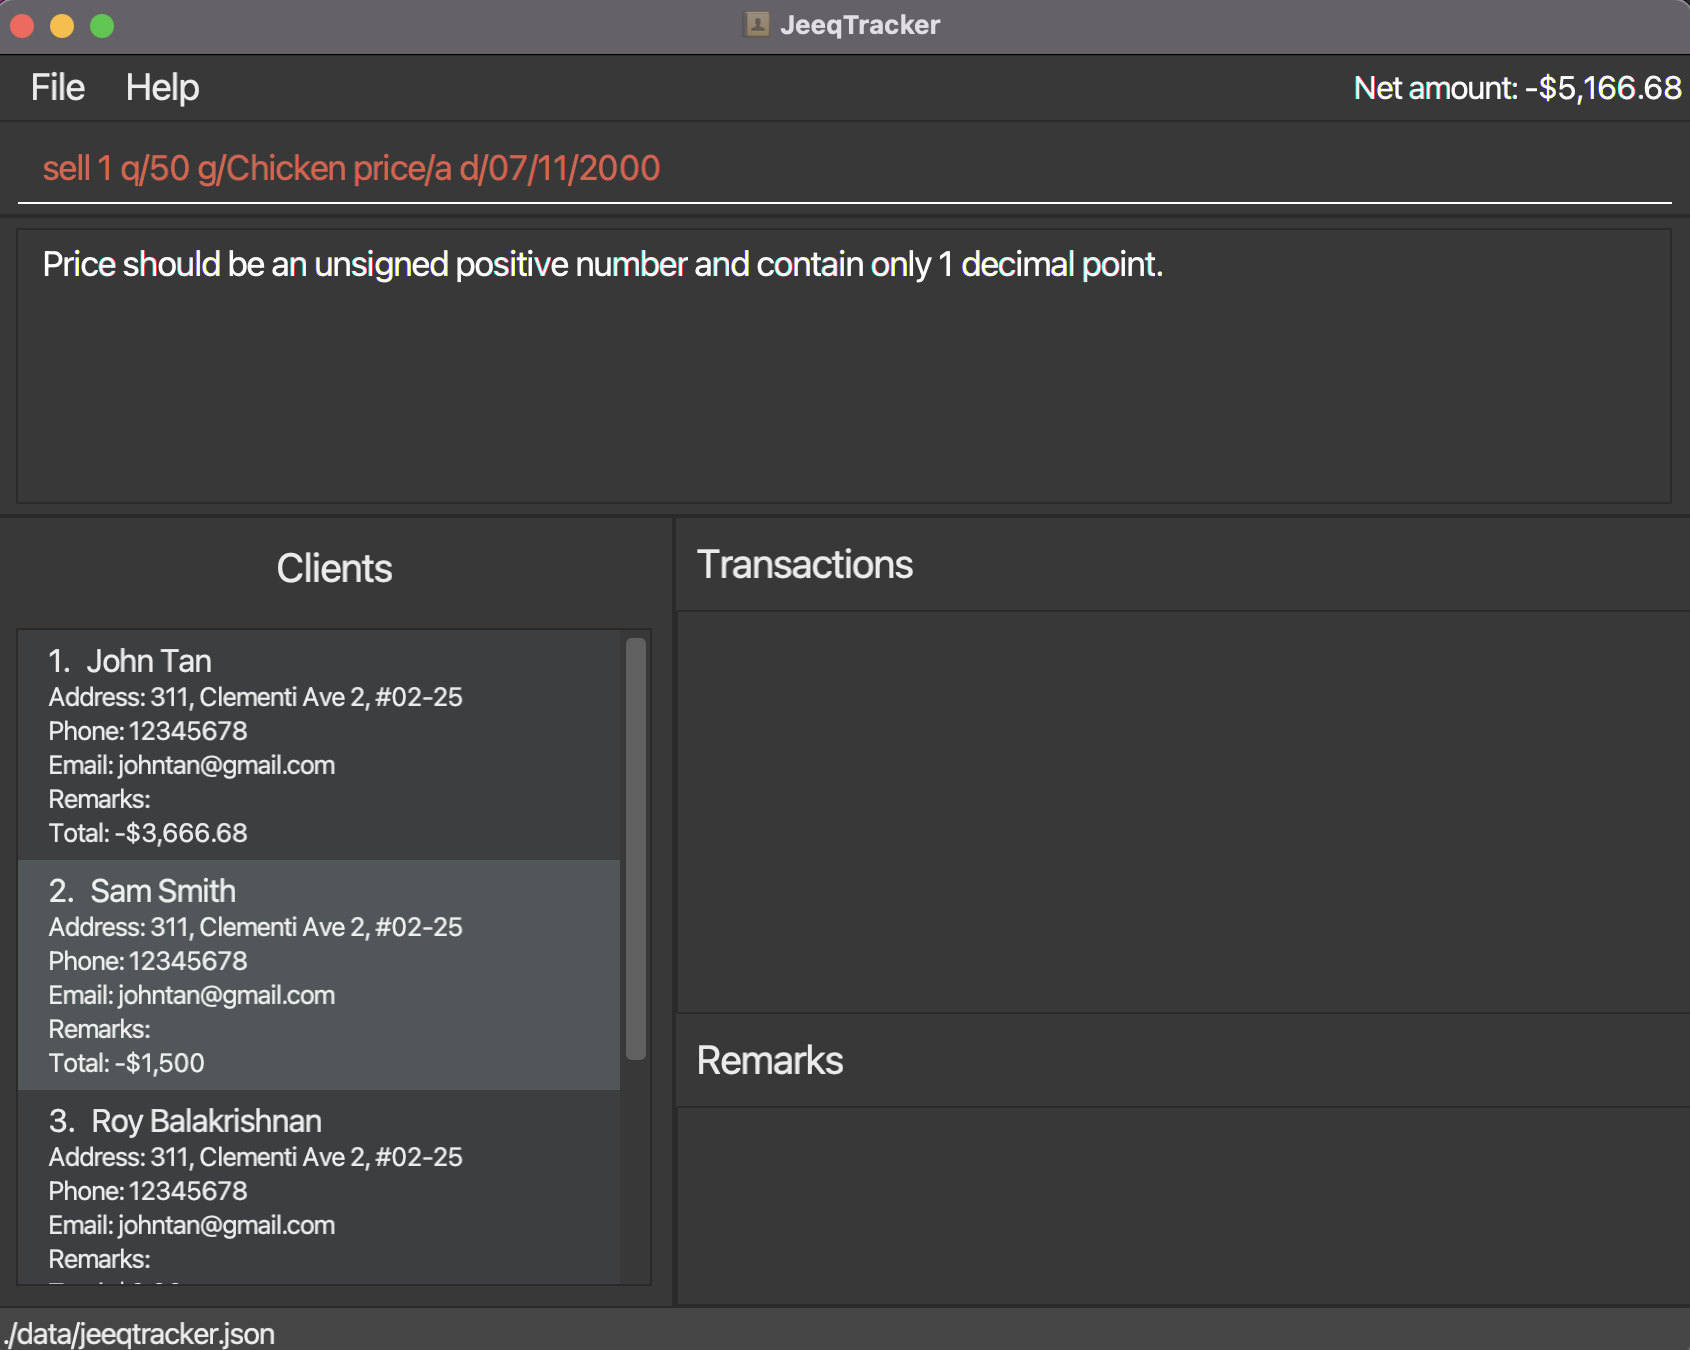 JeeqTracker
File Help Net amount: -$5,166.68
sell 1 q/50 g/Chicken price/a d/07/11/2000
Price should be an unsigned positive number and contain only 1 decimal point.
Clients
1. John Tan
Address: 311, Clementi Ave 2, #02-25
Phone: 12345678
Email: johntan@gmail.com
Remarks:
Total: -$3,666.68
2. Sam Smith
Address: 311, Clementi Ave 2, #02-25
Phone: 12345678
Email: johntan@gmail.com
Remarks:
Total: -$1,500
3. Roy Balakrishnan
Address: 311, Clementi Ave 2, #02-25
Phone: 12345678
Email: johntan@gmail.com
Remarks:
Transactions
Remarks
./data/jeeqtracker.json